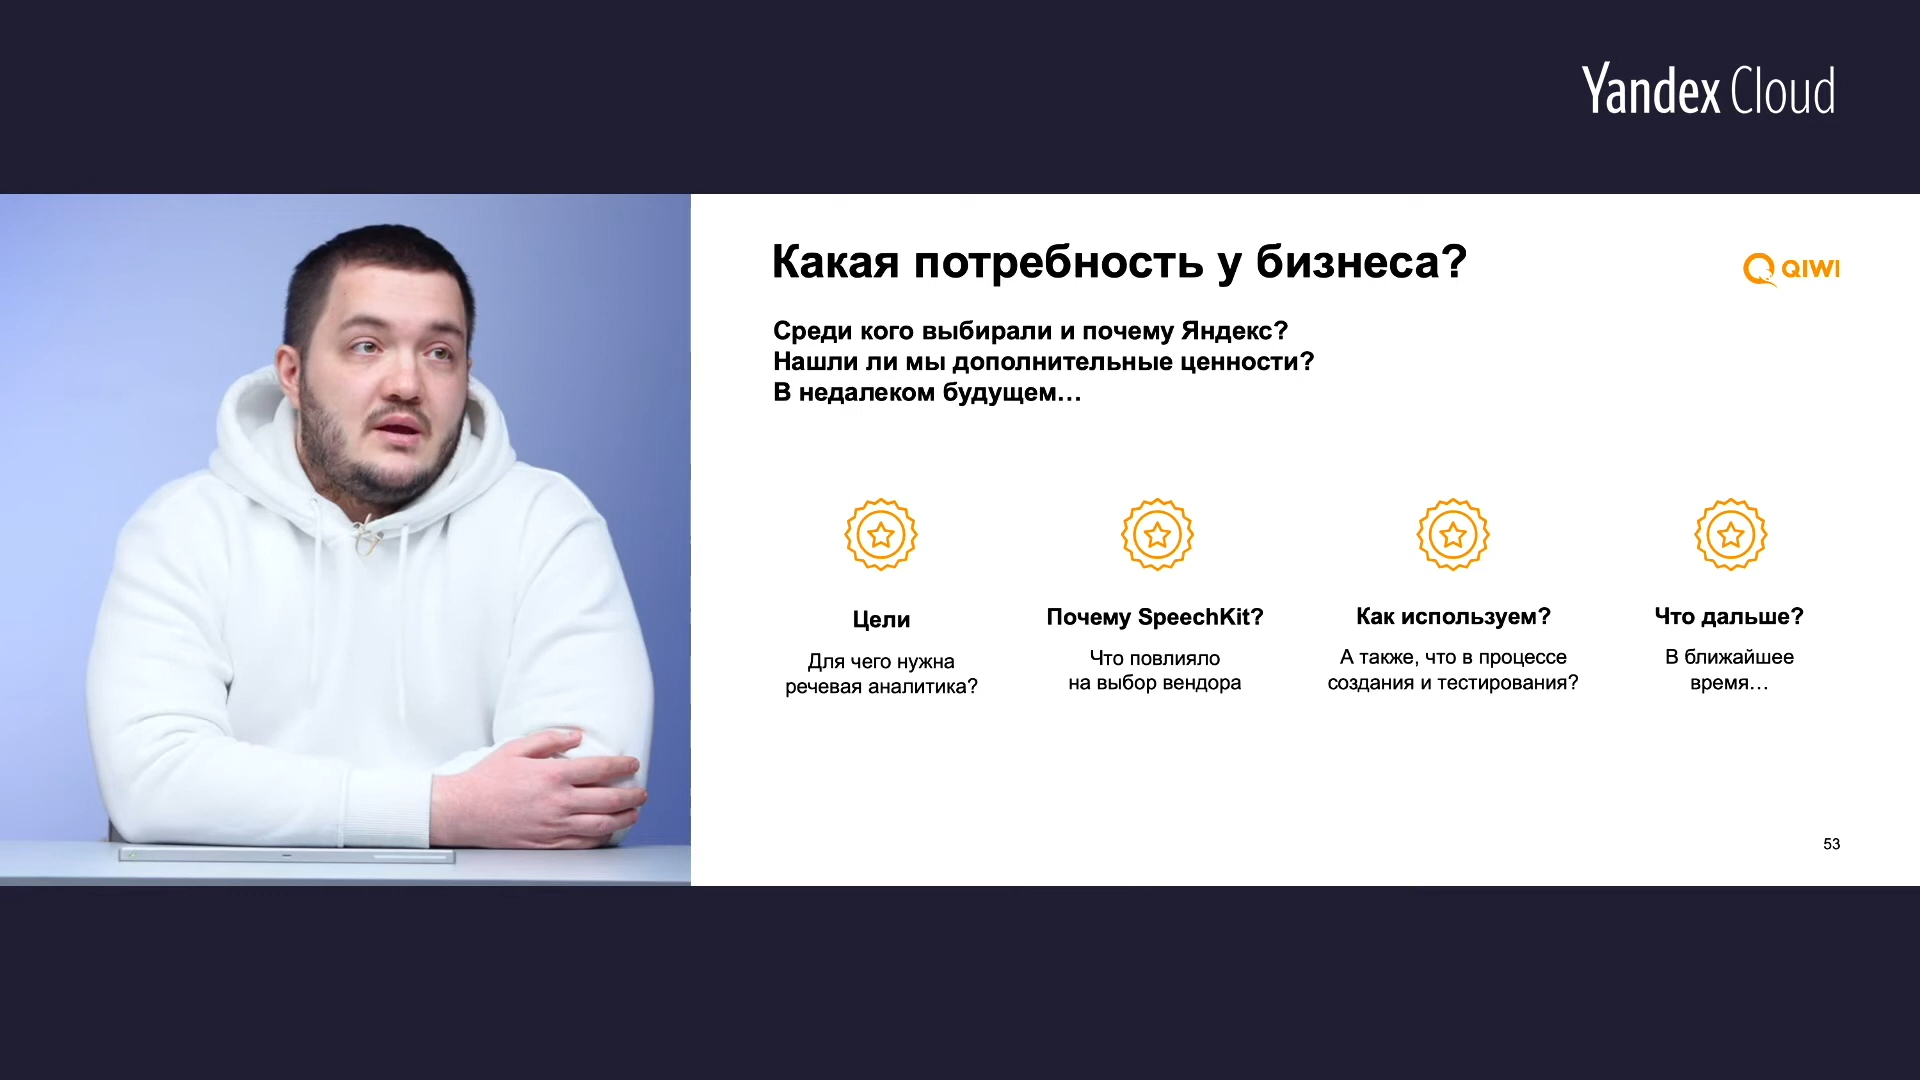 Yandex Cloud
Какая потребность у бизнеса?
QIWI
Среди кого выбирали и почему Яндекс?
Нашли ли мы дополнительные ценности?
В недалеком будущем...
Цели
Для чего нужна
речевая аналитика?
Почему SpeechKit?
Что повлияло
на выбор вендора
Как используем?
А также, что в процессе
создания и тестирования?
Что дальше?
В ближайшее
время...
53